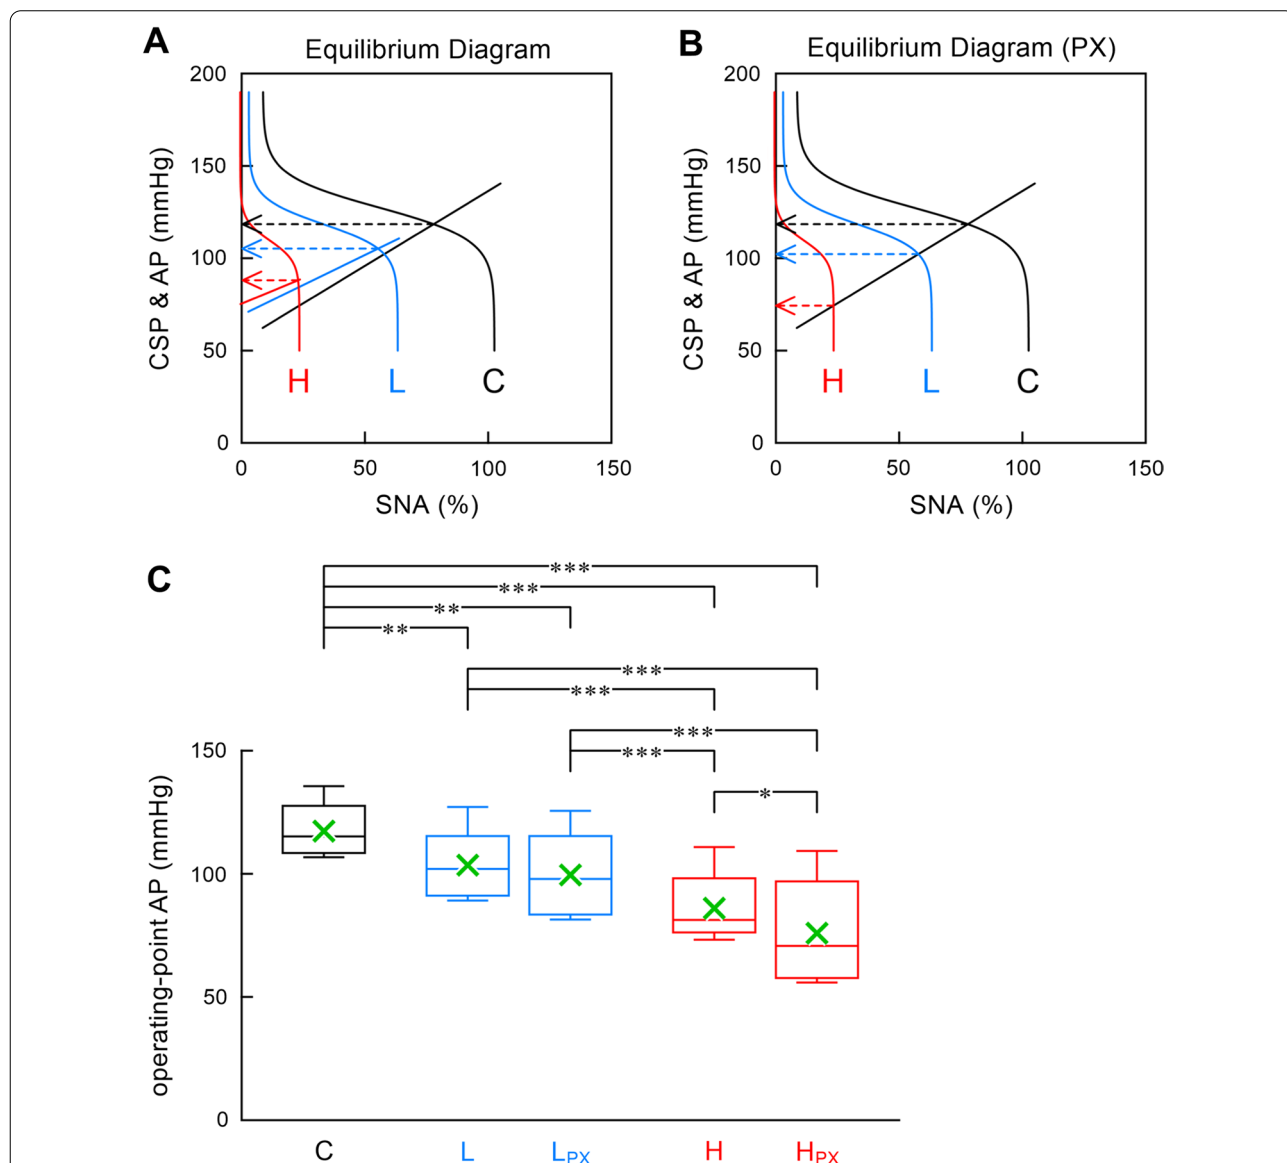 A
Equilibrium Diagram
200
150
100
50
0
CSP & AP (mmHg)
H
L
C
0
50
100
150
SNA (%)
B
Equilibrium Diagram (PX)
200
150
100
50
0
CSP & AP (mmHg)
H
L
C
0
50
100
150
SNA (%)
C
***
***
**
**
***
***
***
***
*
150
100
50
0
operating-point AP (mmHg)
C
L
LPX
H
HPX